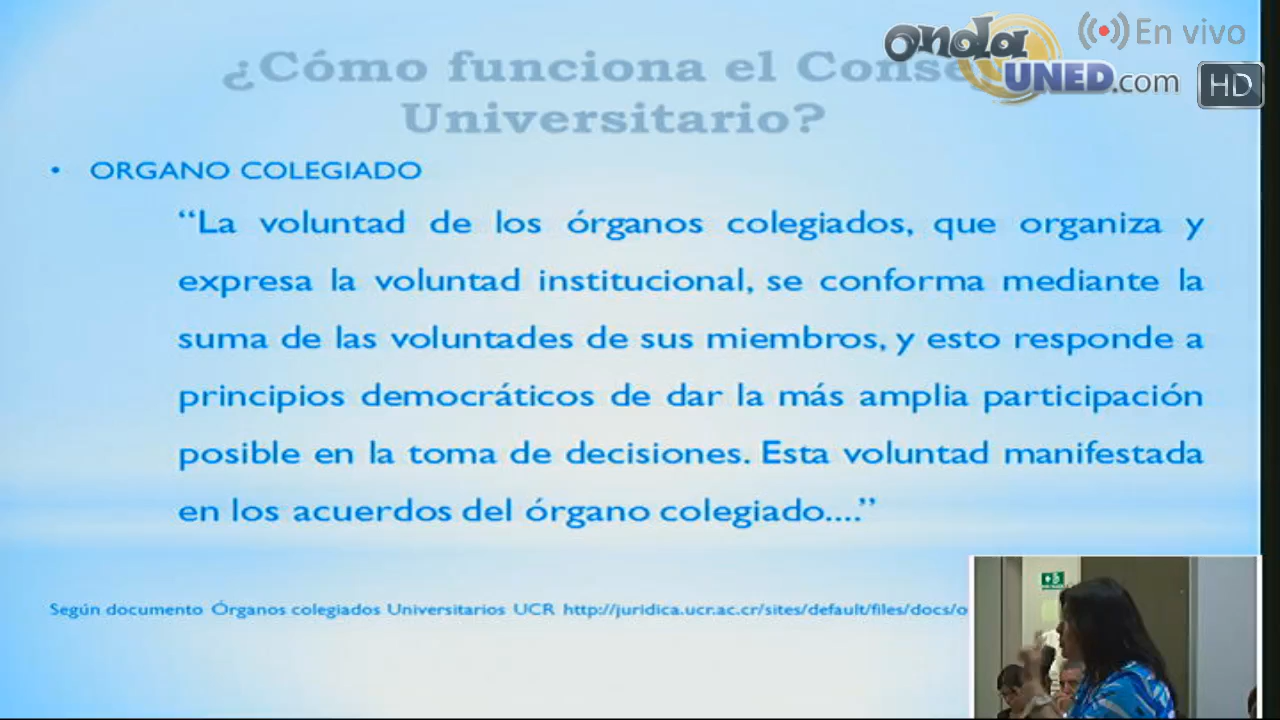 onda
UNED.com
En vivo
HD
¿Cómo funciona el
Universitario?
• ORGANO COLEGIADO
“La voluntad de los órganos colegiados, que organiza y
expresa la voluntad institucional, se conforma mediante la
suma de las voluntades de sus miembros, y esto responde a
principios democráticos de dar la más amplia participación
posible en la toma de decisiones. Esta voluntad manifestada
en los acuerdos del órgano colegiado....”
Según documento Órganos colegiados Universitarios UCR http://juridica.ucr.ac.cr/sites/default/files/docs/o